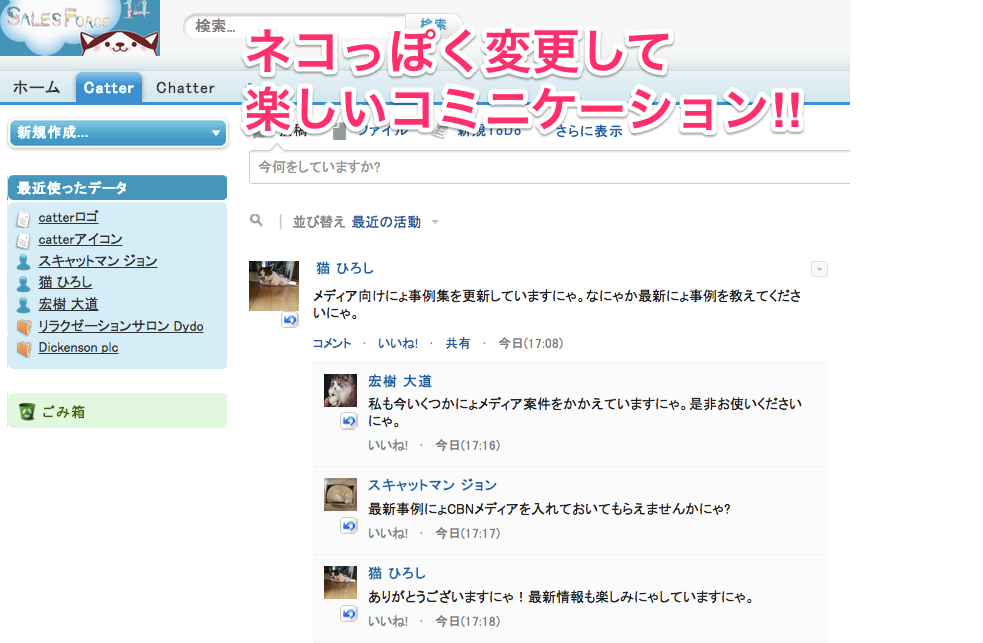 SALESFORCE 14
検索...
検索
ネコっぽく変更して
楽しいコミニケーション!!
ホーム
Catter
Chatter
新規作成...
投稿
ファイル
新規ToDo
さらに表示
今何をしていますか?
最近使ったデータ
catterロゴ
catterアイコン
スキャットマン ジョン
猫 ひろし
宏樹 大道
リラクゼーションサロン Dydo
Dickenson plc
ごみ箱
並び替え 最近の活動
猫 ひろし
メディア向けにょ事例集を更新していますにゃ。なにゃか最新にょ事例を教えてくださ
いにゃ。
コメント · いいね! · 共有 · 今日(17:08)
宏樹 大道
私も今いくつかにょメディア案件をかかえていますにゃ。是非お使いください
にゃ。
いいね! · 今日(17:16)
スキャットマン ジョン
最新事例にょCBNメディアを入れておいてもらえませんかにゃ?
いいね! · 今日(17:17)
猫 ひろし
ありがとうございますにゃ！最新情報も楽しみにゃしていますにゃ。
いいね! · 今日(17:18)